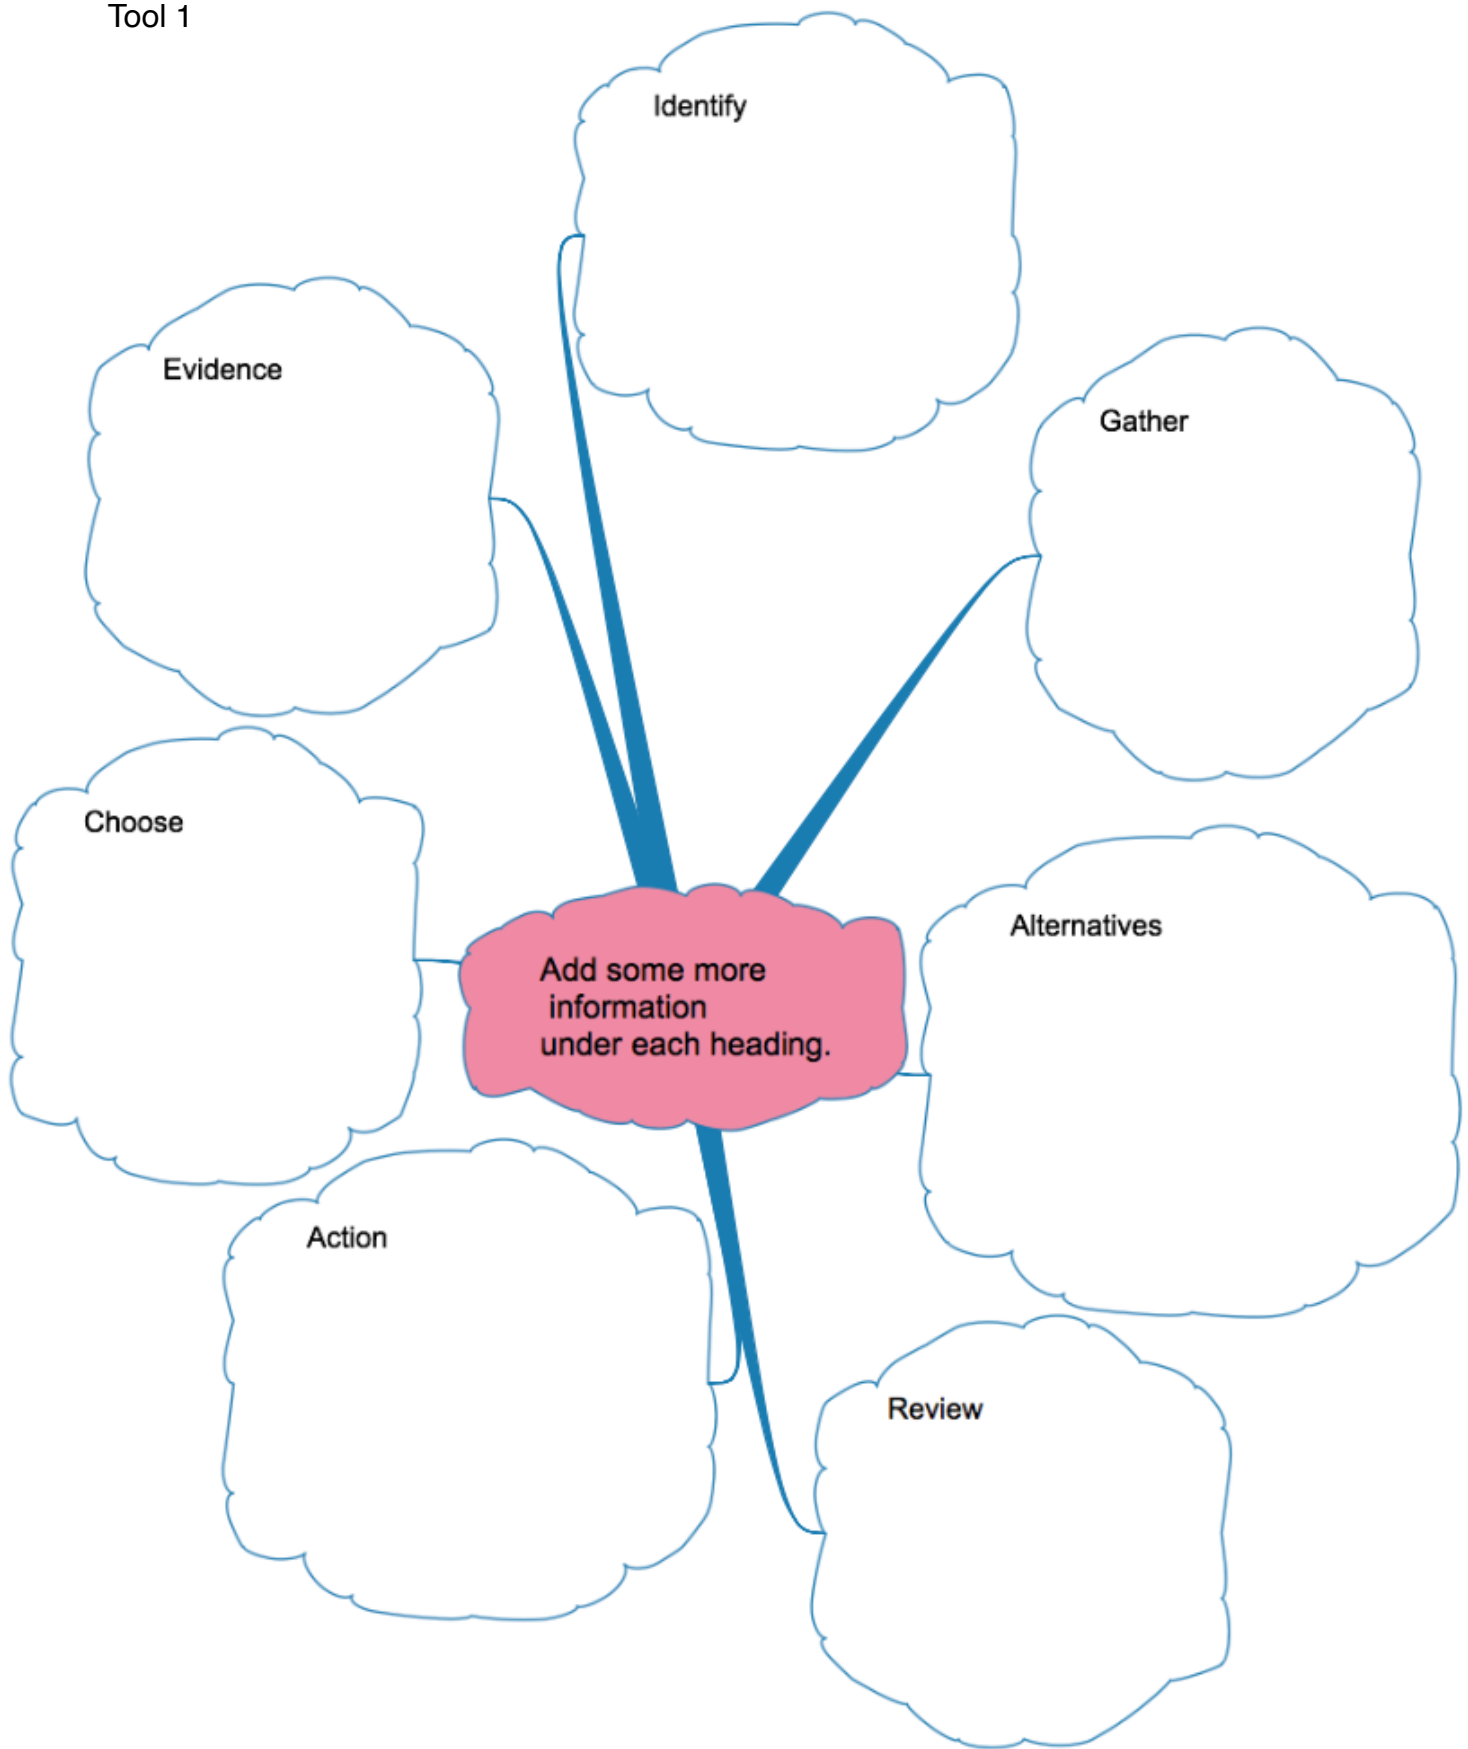 Tool 1
Identify
Evidence
Gather
Choose
Alternatives
Add some more
information
under each heading.
Action
Review